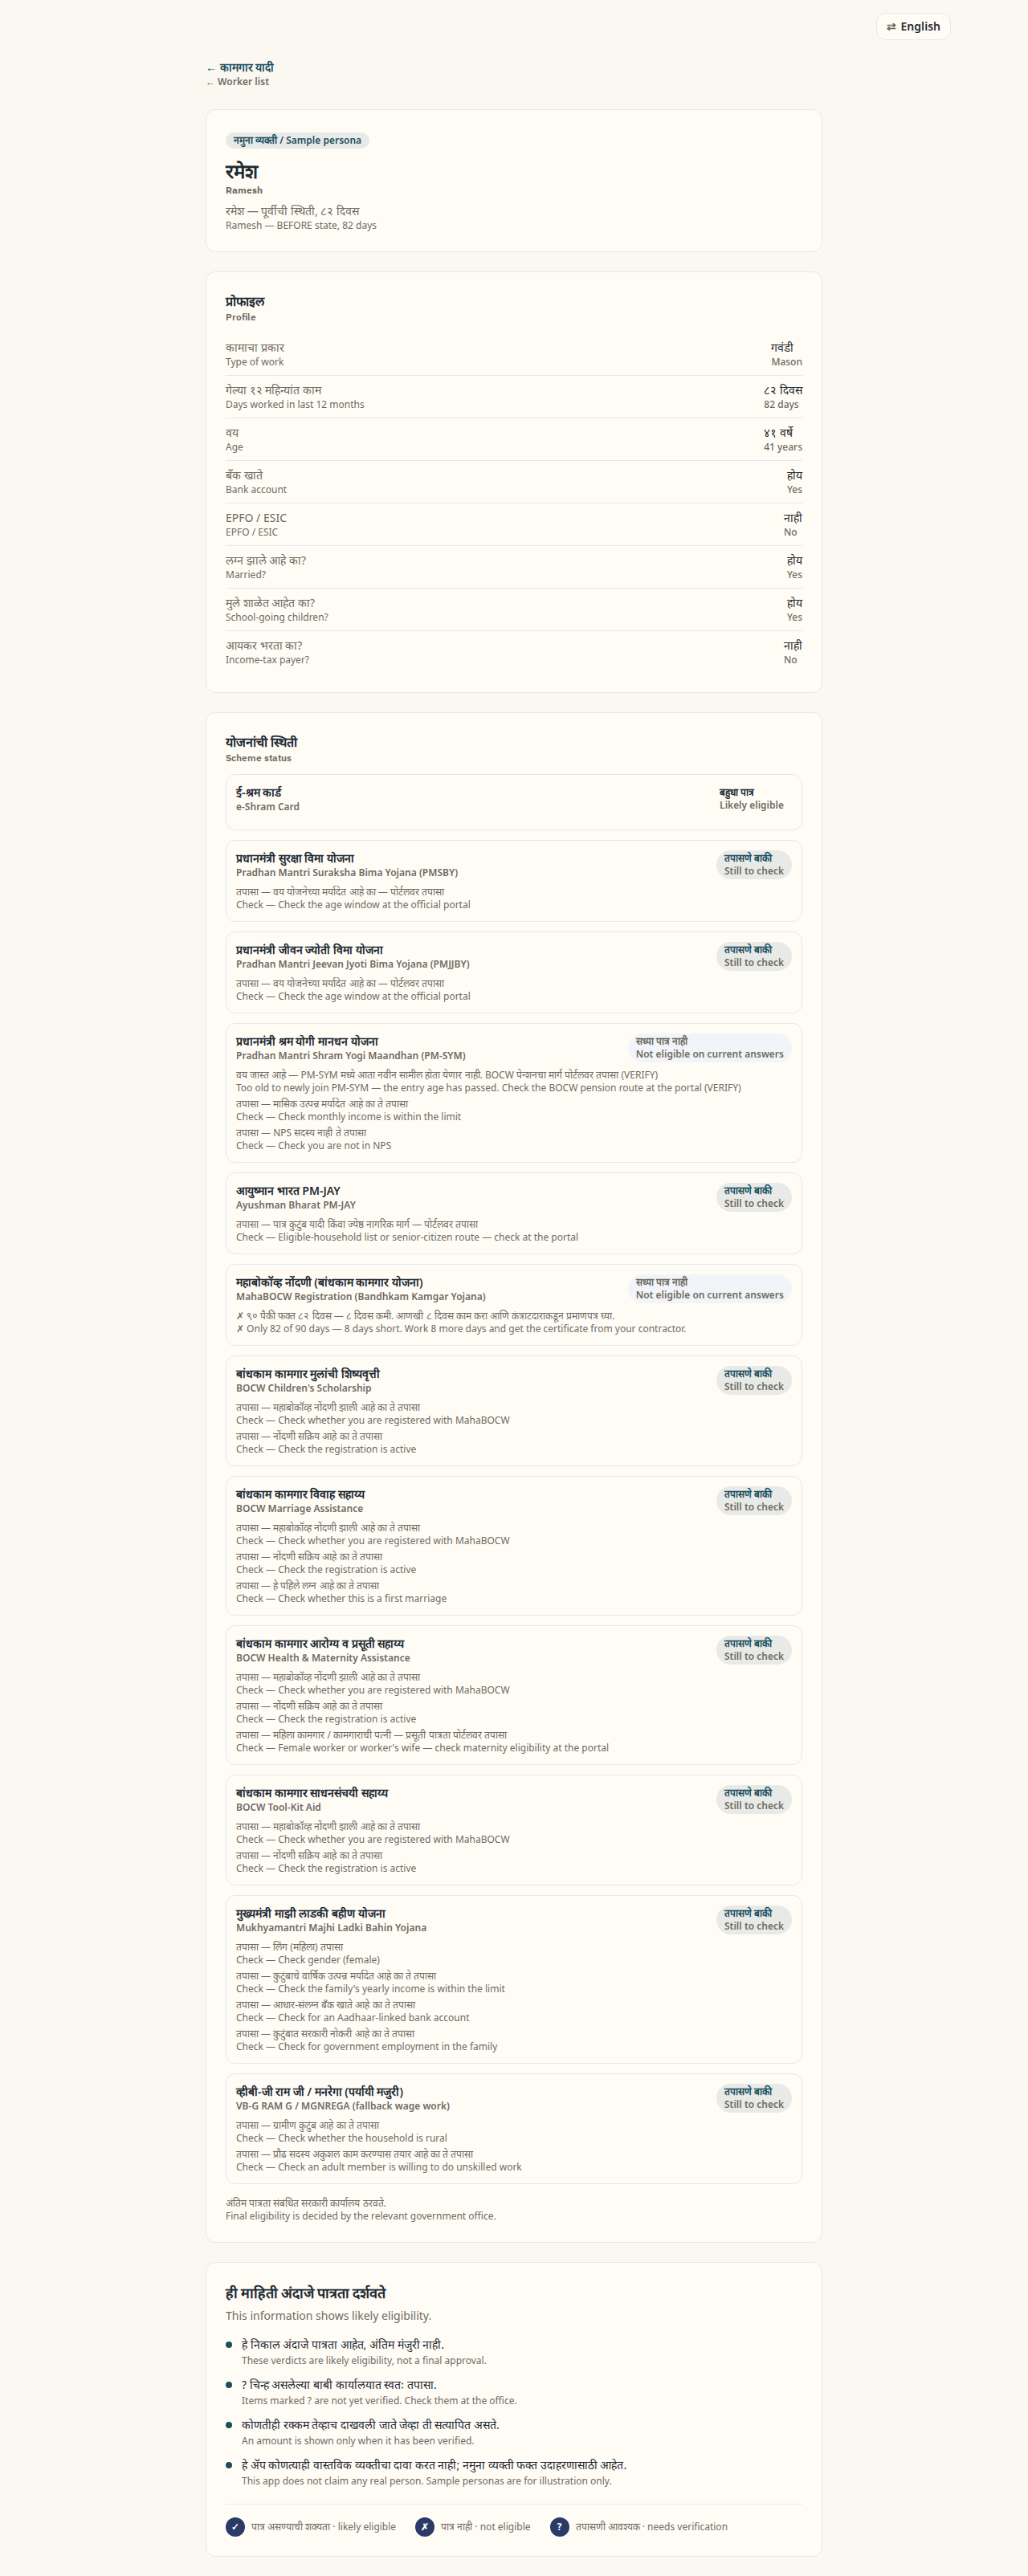 ⇄ English
← कामगार यादी
← Worker list
नमुना व्यक्ती / Sample persona
रमेश
Ramesh
रमेश — पूर्वीची स्थिती, ८२ दिवस
Ramesh — BEFORE state, 82 days
प्रोफाइल
Profile
कामाचा प्रकार
Type of work
गवंडी
Mason
गेल्या १२ महिन्यांत काम
Days worked in last 12 months
८२ दिवस
82 days
वय
Age
४१ वर्षे
41 years
बँक खाते
Bank account
होय
Yes
EPFO / ESIC
EPFO / ESIC
नाही
No
लग्न झाले आहे का?
Married?
होय
Yes
मुले शाळेत आहेत का?
School-going children?
होय
Yes
आयकर भरता का?
Income-tax payer?
नाही
No
योजनांची स्थिती
Scheme status
ई-श्रम कार्ड
e-Shram Card
बहुधा पात्र
Likely eligible
प्रधानमंत्री सुरक्षा विमा योजना
Pradhan Mantri Suraksha Bima Yojana (PMSBY)
तपासणे बाकी
Still to check
तपासा — वय योजनेच्या मर्यादेत आहे का — पोर्टलवर तपासा
Check — Check the age window at the official portal
प्रधानमंत्री जीवन ज्योती विमा योजना
Pradhan Mantri Jeevan Jyoti Bima Yojana (PMJJBY)
तपासणे बाकी
Still to check
तपासा — वय योजनेच्या मर्यादेत आहे का — पोर्टलवर तपासा
Check — Check the age window at the official portal
प्रधानमंत्री श्रम योगी मानधन योजना
Pradhan Mantri Shram Yogi Maandhan (PM-SYM)
सध्या पात्र नाही
Not eligible on current answers
वय जास्त आहे — PM-SYM मध्ये आता नवीन सामील होता येणार नाही. BOCW पेन्शनचा मार्ग पोर्टलवर तपासा (VERIFY)
Too old to newly join PM-SYM — the entry age has passed. Check the BOCW pension route at the portal (VERIFY)
तपासा — मासिक उत्पन्न मर्यादेत आहे का ते तपासा
Check — Check monthly income is within the limit
तपासा — NPS सदस्य नाही ते तपासा
Check — Check you are not in NPS
आयुष्मान भारत PM-JAY
Ayushman Bharat PM-JAY
तपासणे बाकी
Still to check
तपासा — पात्र कुटुंब यादी किंवा ज्येष्ठ नागरिक मार्ग — पोर्टलवर तपासा
Check — Eligible-household list or senior-citizen route — check at the portal
महाबोकॉव्ह नोंदणी (बांधकाम कामगार योजना)
MahaBOCW Registration (Bandhkam Kamgar Yojana)
सध्या पात्र नाही
Not eligible on current answers
✗ ९० पैकी फक्त ८२ दिवस — ८ दिवस कमी. आणखी ८ दिवस काम करा आणि कंत्राटदाराकडून प्रमाणपत्र घ्या.
✗ Only 82 of 90 days — 8 days short. Work 8 more days and get the certificate from your contractor.
बांधकाम कामगार मुलांची शिष्यवृत्ती
BOCW Children's Scholarship
तपासणे बाकी
Still to check
तपासा — महाबोकॉव्ह नोंदणी झाली आहे का ते तपासा
Check — Check whether you are registered with MahaBOCW
तपासा — नोंदणी सक्रिय आहे का ते तपासा
Check — Check the registration is active
बांधकाम कामगार विवाह सहाय्य
BOCW Marriage Assistance
तपासणे बाकी
Still to check
तपासा — महाबोकॉव्ह नोंदणी झाली आहे का ते तपासा
Check — Check whether you are registered with MahaBOCW
तपासा — नोंदणी सक्रिय आहे का ते तपासा
Check — Check the registration is active
तपासा — हे पहिले लग्न आहे का ते तपासा
Check — Check whether this is a first marriage
बांधकाम कामगार आरोग्य व प्रसूती सहाय्य
BOCW Health & Maternity Assistance
तपासणे बाकी
Still to check
तपासा — महाबोकॉव्ह नोंदणी झाली आहे का ते तपासा
Check — Check whether you are registered with MahaBOCW
तपासा — नोंदणी सक्रिय आहे का ते तपासा
Check — Check the registration is active
तपासा — महिला कामगार / कामगाराची पत्नी — प्रसूती पात्रता पोर्टलवर तपासा
Check — Female worker or worker's wife — check maternity eligibility at the portal
बांधकाम कामगार साधनसंचयी सहाय्य
BOCW Tool-Kit Aid
तपासणे बाकी
Still to check
तपासा — महाबोकॉव्ह नोंदणी झाली आहे का ते तपासा
Check — Check whether you are registered with MahaBOCW
तपासा — नोंदणी सक्रिय आहे का ते तपासा
Check — Check the registration is active
मुख्यमंत्री माझी लाडकी बहीण योजना
Mukhyamantri Majhi Ladki Bahin Yojana
तपासणे बाकी
Still to check
तपासा — लिंग (महिला) तपासा
Check — Check gender (female)
तपासा — कुटुंबाचे वार्षिक उत्पन्न मर्यादेत आहे का ते तपासा
Check — Check the family's yearly income is within the limit
तपासा — आधार-संलग्न बँक खाते आहे का ते तपासा
Check — Check for an Aadhaar-linked bank account
तपासा — कुटुंबात सरकारी नोकरी आहे का ते तपासा
Check — Check for government employment in the family
व्हीबी-जी राम जी / मनरेगा (पर्यायी मजुरी)
VB-G RAM G / MGNREGA (fallback wage work)
तपासणे बाकी
Still to check
तपासा — ग्रामीण कुटुंब आहे का ते तपासा
Check — Check whether the household is rural
तपासा — प्रौढ सदस्य अकुशल काम करण्यास तयार आहे का ते तपासा
Check — Check an adult member is willing to do unskilled work
अंतिम पात्रता संबंधित सरकारी कार्यालय ठरवते.
Final eligibility is decided by the relevant government office.
ही माहिती अंदाजे पात्रता दर्शवते
This information shows likely eligibility.
हे निकाल अंदाजे पात्रता आहेत, अंतिम मंजुरी नाही.
These verdicts are likely eligibility, not a final approval.
? चिन्ह असलेल्या बाबी कार्यालयात स्वतः तपासा.
Items marked ? are not yet verified. Check them at the office.
कोणतीही रक्कम तेव्हाच दाखवली जाते जेव्हा ती सत्यापित असते.
An amount is shown only when it has been verified.
हे ॲप कोणत्याही वास्तविक व्यक्तीचा दावा करत नाही; नमुना व्यक्ती फक्त उदाहरणासाठी आहेत.
This app does not claim any real person. Sample personas are for illustration only.
✓ पात्र असण्याची शक्यता · likely eligible ✗ पात्र नाही · not eligible ? तपासणी आवश्यक · needs verification